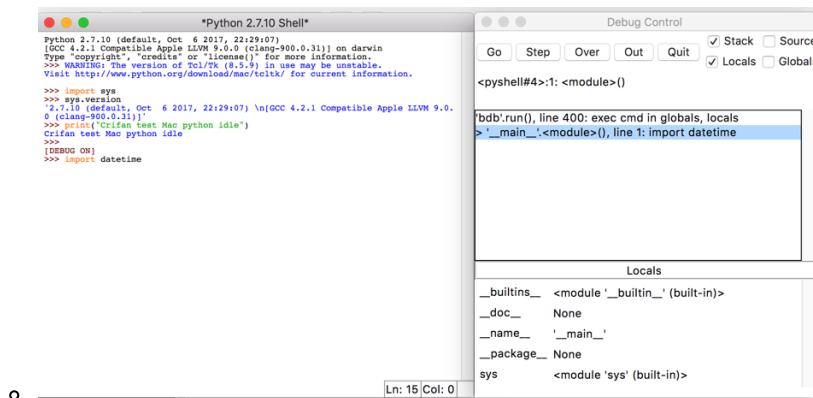 *Python 2.7.10 Shell*
Python 2.7.10 (default, Oct  6 2017, 22:29:07)
[GCC 4.2.1 Compatible Apple LLVM 9.0.0 (clang-900.0.31)] on darwin
Type "copyright", "credits" or "license()" for more information.
>>> WARNING: The version of Tcl/Tk (8.5.9) in use may be unstable.
Visit http://www.python.org/download/mac/tcltk/ for current information.
>>> import sys
>>> sys.version
'2.7.10 (default, Oct  6 2017, 22:29:07) \n[GCC 4.2.1 Compatible Apple LLVM 9.0.
0 (clang-900.0.31)]'
>>> print("Crifan test Mac python idle")
Crifan test Mac python idle
>>>
[DEBUG ON]
>>> import datetime
Ln: 15 Col: 0
Debug Control
Go Step Over Out Quit
Stack Source
Locals Globals
<pyshell#4>:1: <module>()
'bdb'.run(), line 400: exec cmd in globals, locals
> '__main__'.<module>(), line 1: import datetime
Locals
__builtins__ <module '__builtin__' (built-in)>
__doc__ None
__name__ '__main__'
__package__ None
sys <module 'sys' (built-in)>